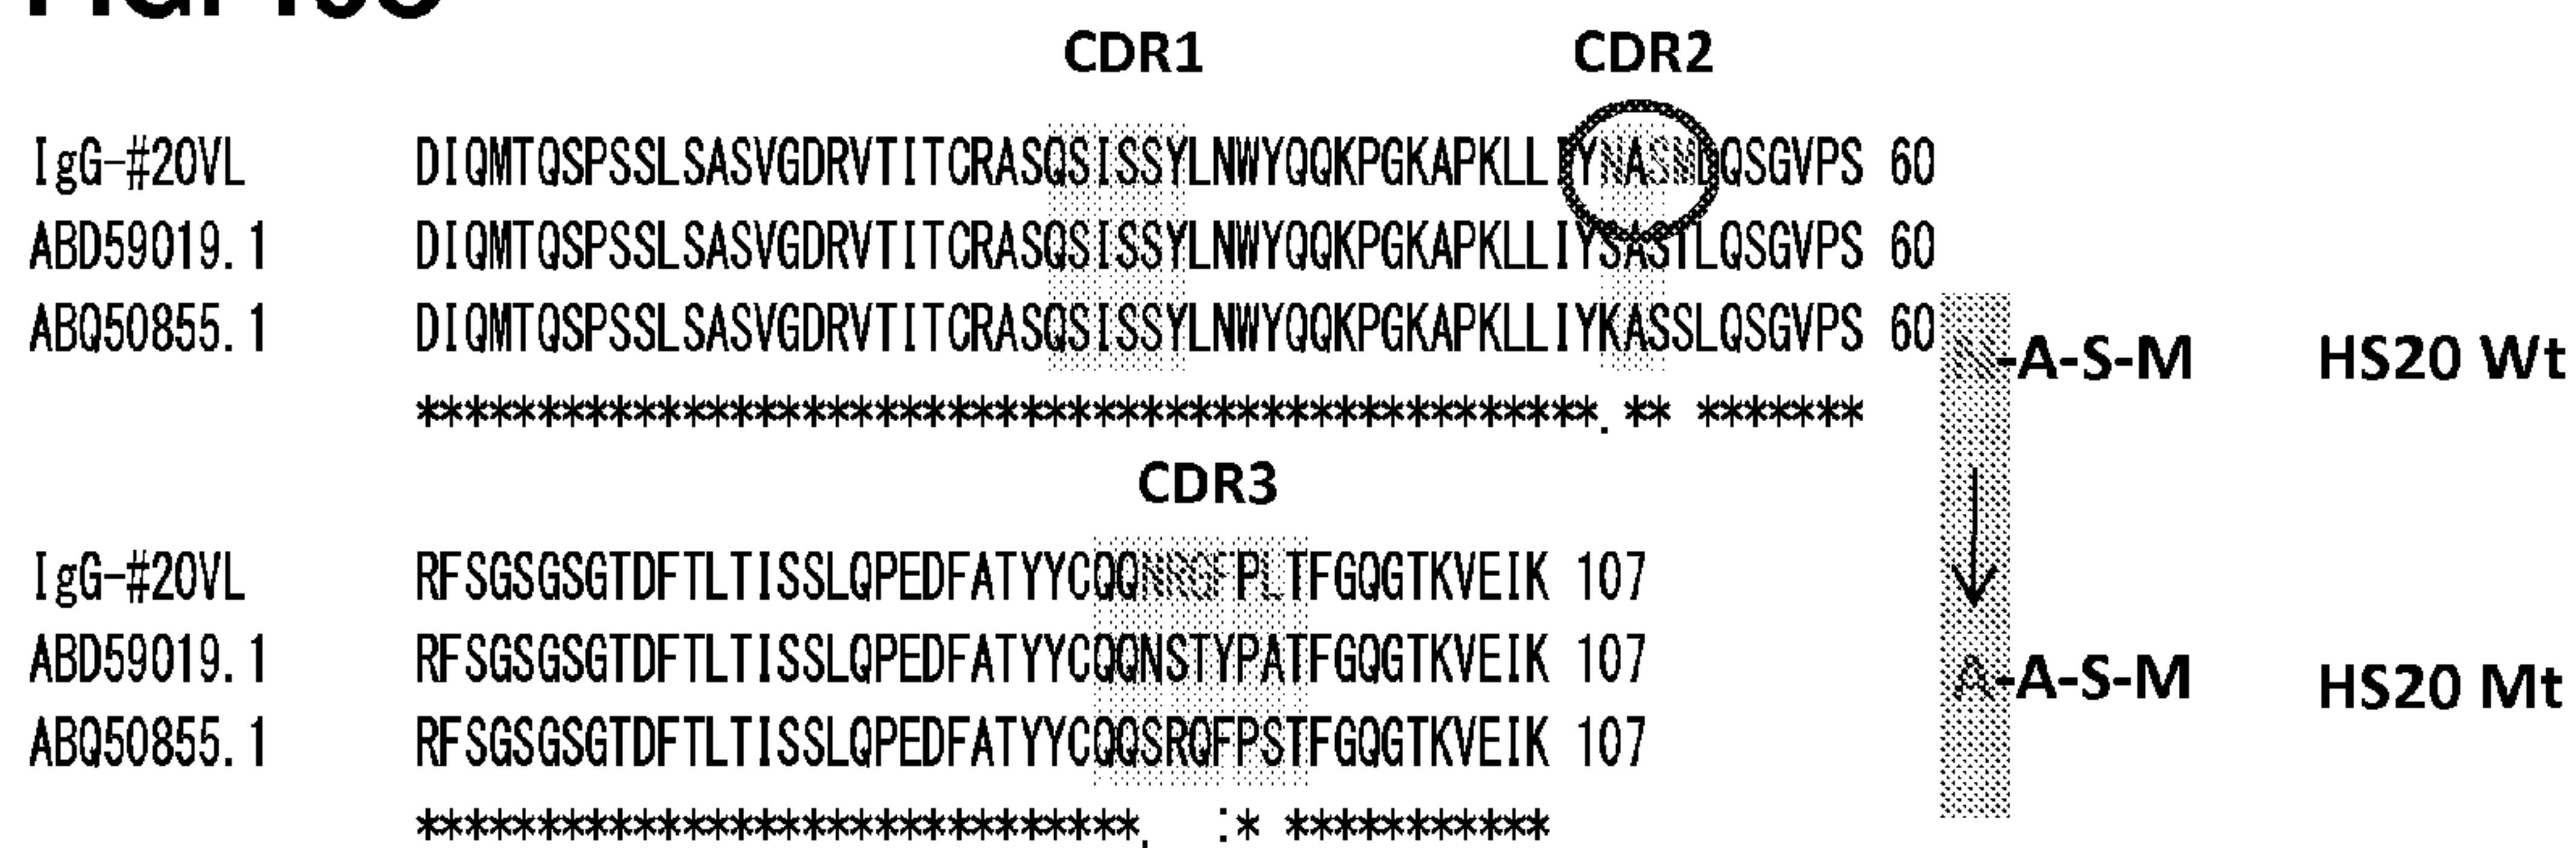 CDR1 CDR2
IgG-#20VL DIQMTQSPSSLSASVGDRVTITCRASQSISSYLNWYQQKPGKAPKLLIYNASMLQSGVPS 60
ABD59019.1 DIQMTQSPSSLSASVGDRVTITCRASQSISSYLNWYQQKPGKAPKLLIYSASTLQSGVPS 60
ABQ50855.1 DIQMTQSPSSLSASVGDRVTITCRASQSISSYLNWYQQKPGKAPKLLIYKASSLQSGVPS 60
*************************************************.** *******
N-A-S-M HS20 Wt
CDR3
IgG-#20VL RFSGSGSGTDFTLTISSLQPEDFATYYCQQNRGFPLTFGQGTKVEIK 107
ABD59019.1 RFSGSGSGTDFTLTISSLQPEDFATYYCQQNSTYPATFGQGTKVEIK 107
ABQ50855.1 RFSGSGSGTDFTLTISSLQPEDFATYYCQQSRQFPSTFGQGTKVEIK 107
******************************.  :* ***********
A-A-S-M HS20 Mt